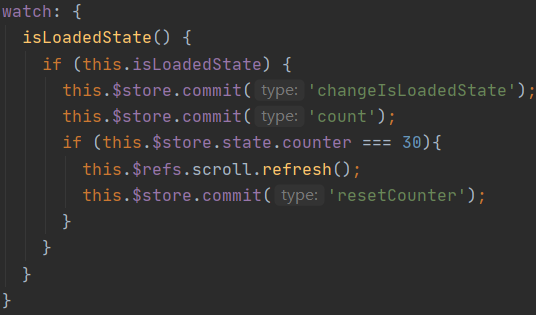 watch: {
  isLoadedState() {
    if (this.isLoadedState) {
      this.$store.commit( type: 'changeIsLoadedState');
      this.$store.commit( type: 'count');
      if (this.$store.state.counter === 30){
        this.$refs.scroll.refresh();
        this.$store.commit( type: 'resetCounter');
      }
    }
  }
}